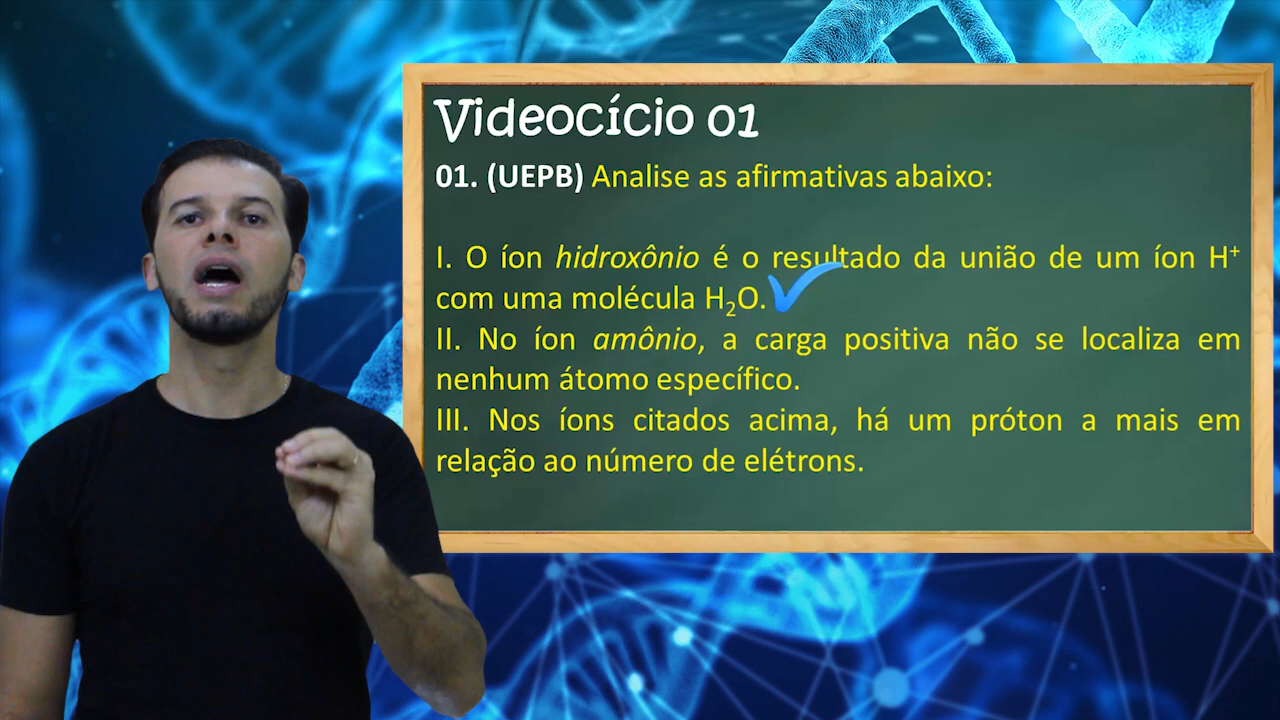 Videocício 01
01. (UEPB) Analise as afirmativas abaixo:
I. O íon hidroxônio é o resultado da união de um íon H⁺
com uma molécula H₂O.
II. No íon amônio, a carga positiva não se localiza em
nenhum átomo específico.
III. Nos íons citados acima, há um próton a mais em
relação ao número de elétrons.